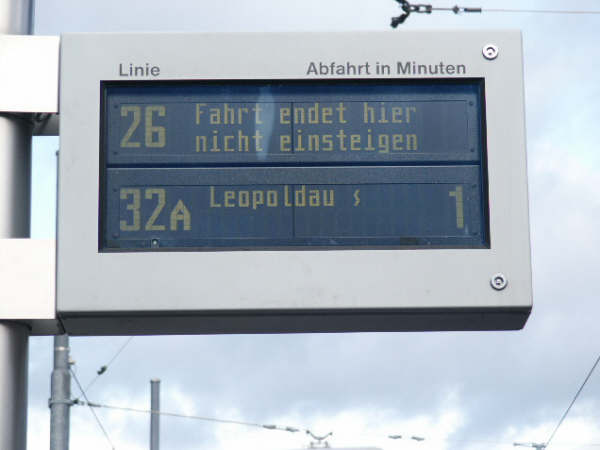 Linie Abfahrt in Minuten
26 Fahrt endet hier
nicht einsteigen
32A Leopoldau 1